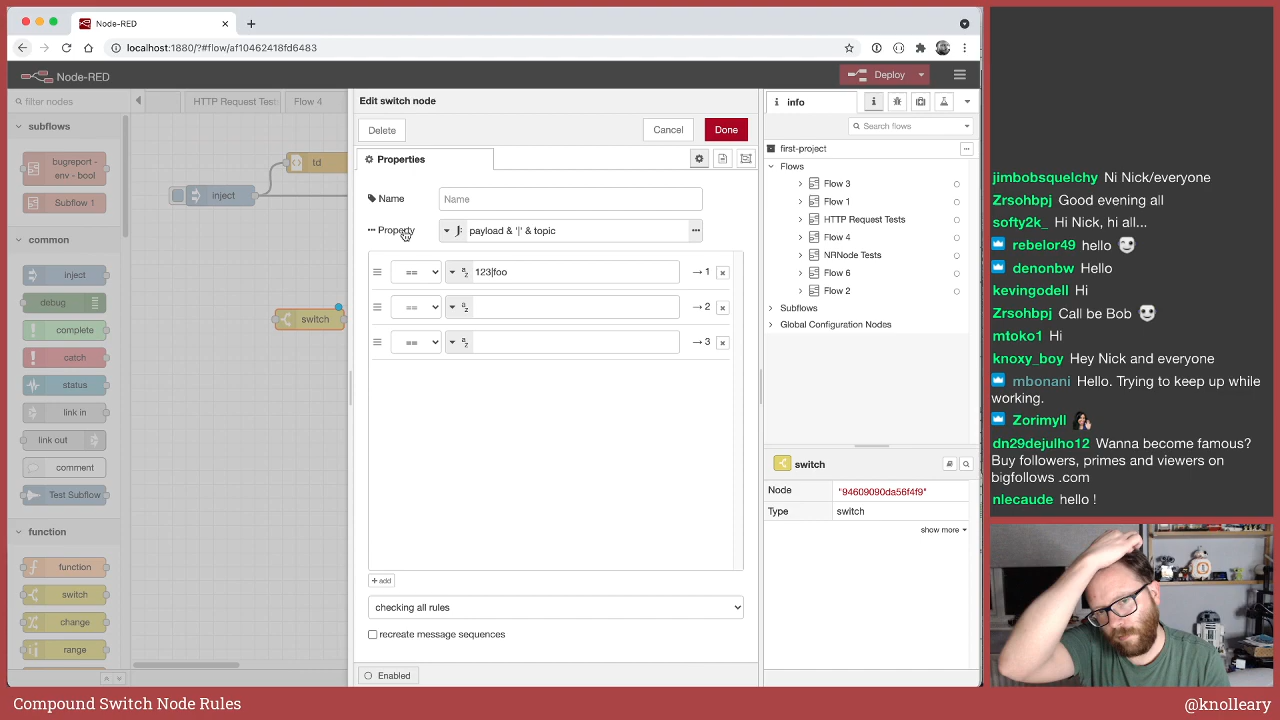 Node-RED
localhost:1880/?#flow/af10462418fd6483
Node-RED
Deploy
filter nodes
HTTP Request Tes
Flow 4
subflows
bugreport -
env - bool
Subflow 1
common
inject
debug
complete
catch
status
link in
link out
comment
Test Subflow
function
function
switch
change
range
inject
td
switch
Edit switch node
Delete
Cancel
Done
Properties
Name
Name
Property
payload & '|' & topic
==
123|foo
→ 1
==
→ 2
==
→ 3
add
checking all rules
recreate message sequences
Enabled
info
Search flows
first-project
Flows
Flow 3
Flow 1
HTTP Request Tests
Flow 4
NRNode Tests
Flow 6
Flow 2
Subflows
Global Configuration Nodes
switch
Node
"94609090da56f4f9"
Type
switch
show more
jimbobsquelchy Ni Nick/everyone
Zrsohbpj Good evening all
softy2k_ Hi Nick, hi all...
rebelor49 hello
denonbw Hello
kevingodell Hi
Zrsohbpj Call be Bob
mtoko1 Hi
knoxy_boy Hey Nick and everyone
mbonani Hello. Trying to keep up while
working.
Zorimyll
dn29dejulho12 Wanna become famous?
Buy followers, primes and viewers on
bigfollows .com
nlecaude hello !
Compound Switch Node Rules
@knolleary